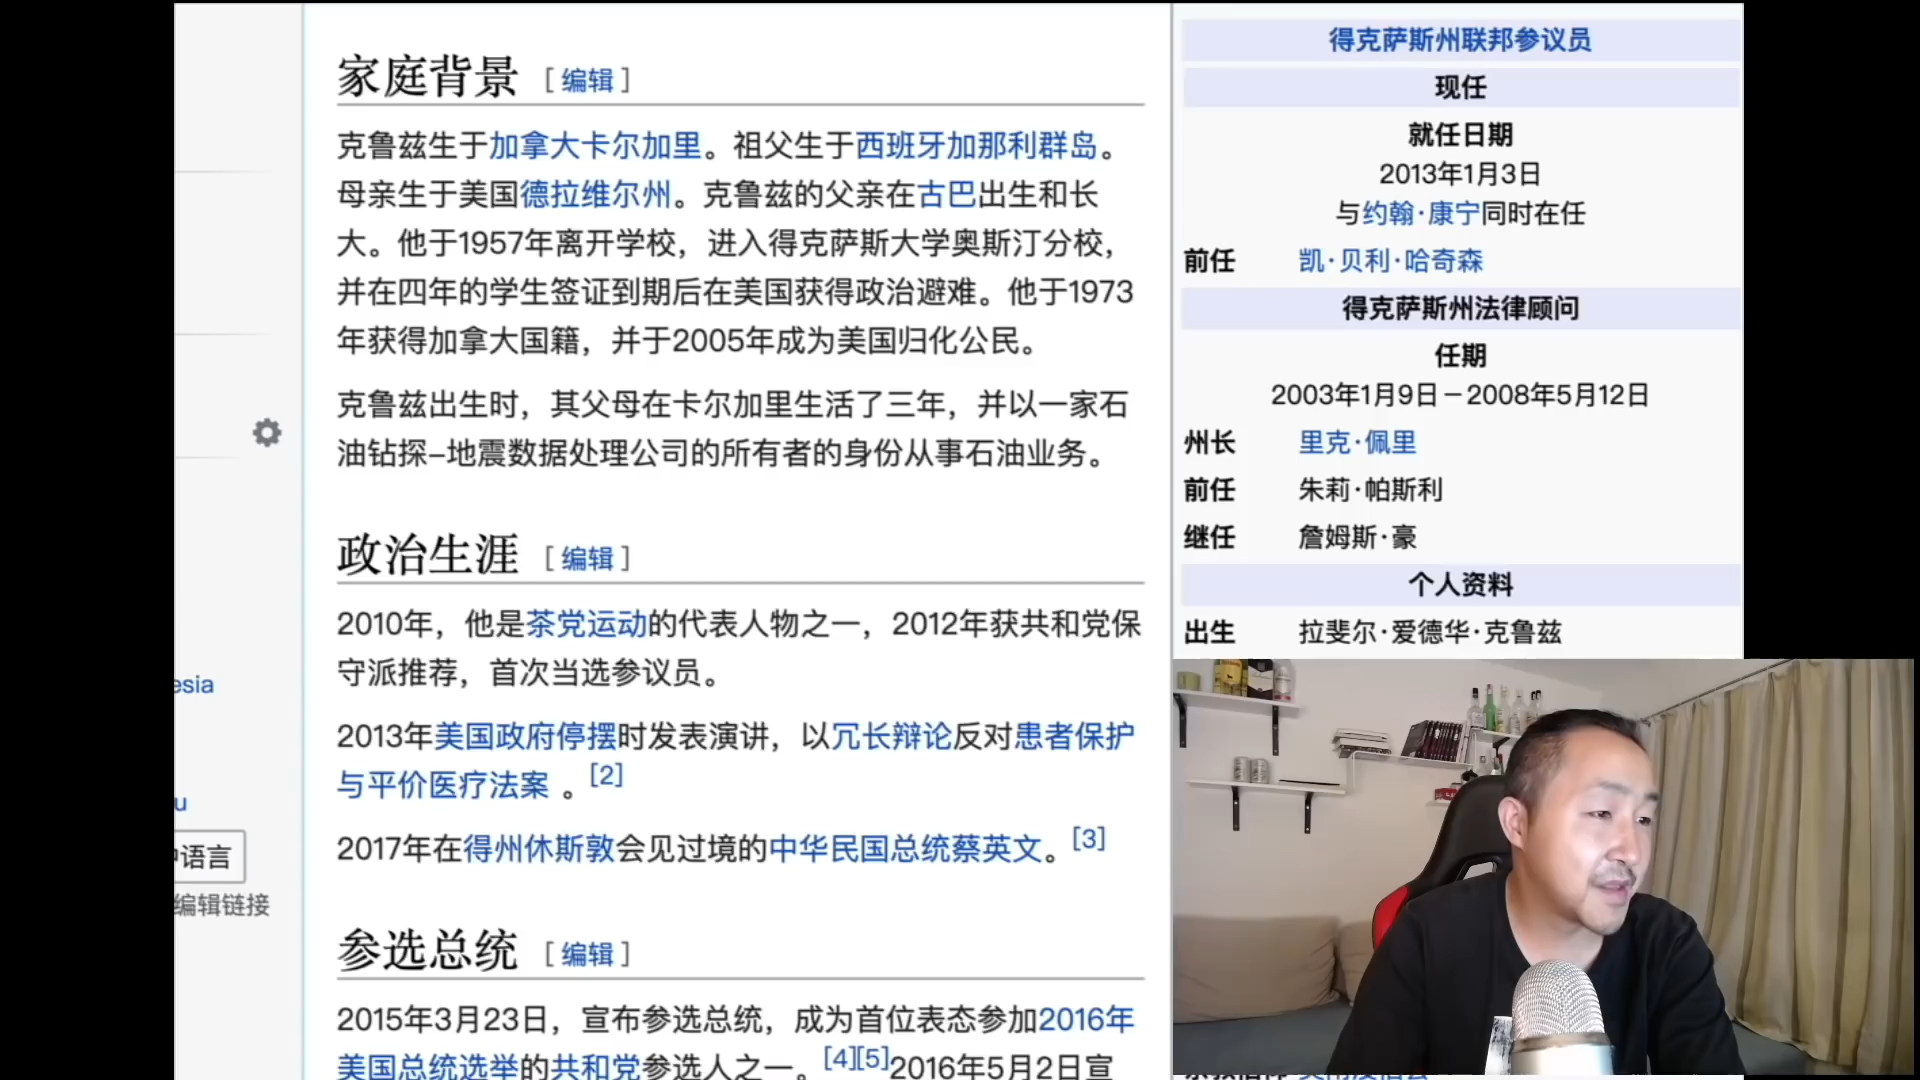 家庭背景 [ 编辑 ]
克鲁兹生于加拿大卡尔加里。祖父生于西班牙加那利群岛。
母亲生于美国德拉维尔州。克鲁兹的父亲在古巴出生和长
大。他于1957年离开学校，进入得克萨斯大学奥斯汀分校，
并在四年的学生签证到期后在美国获得政治避难。他于1973
年获得加拿大国籍，并于2005年成为美国归化公民。
克鲁兹出生时，其父母在卡尔加里生活了三年，并以一家石
油钻探–地震数据处理公司的所有者的身份从事石油业务。
政治生涯 [ 编辑 ]
2010年，他是茶党运动的代表人物之一，2012年获共和党保
守派推荐，首次当选参议员。
2013年美国政府停摆时发表演讲，以冗长辩论反对患者保护
与平价医疗法案 。[2]
2017年在得州休斯敦会见过境的中华民国总统蔡英文。[3]
参选总统 [ 编辑 ]
2015年3月23日，宣布参选总统，成为首位表态参加2016年
美国总统选举的共和党参选人之一。[4][5]2016年5月2日宣
得克萨斯州联邦参议员
现任
就任日期
2013年1月3日
与约翰·康宁同时在任
前任 凯·贝利·哈奇森
得克萨斯州法律顾问
任期
2003年1月9日－2008年5月12日
州长 里克·佩里
前任 朱莉·帕斯利
继任 詹姆斯·豪
个人资料
出生 拉斐尔·爱德华·克鲁兹
esia
u
语言
编辑链接